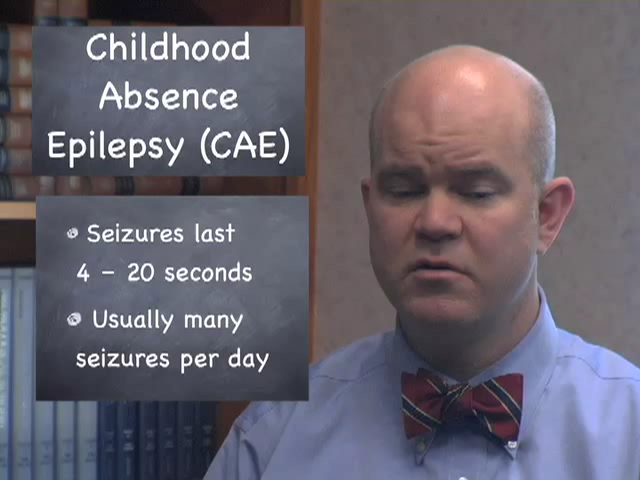 Childhood
Absence
Epilepsy (CAE)
Seizures last
4 – 20 seconds
Usually many
seizures per day